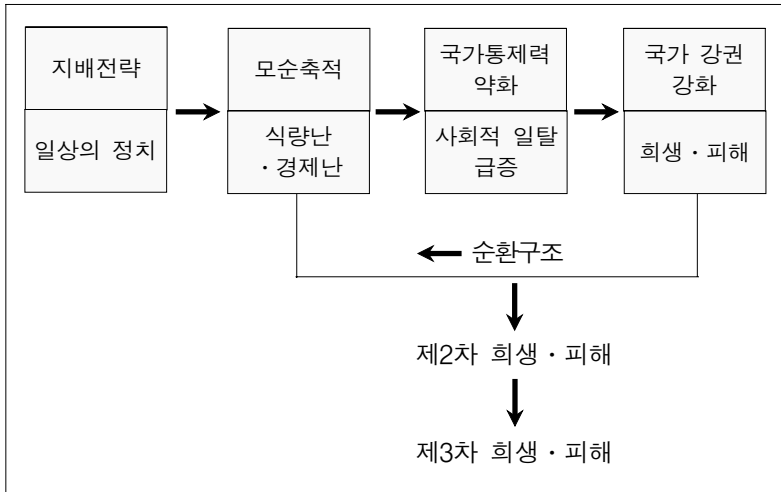 지배전략
일상의 정치
모순축적
식량난
·경제난
국가통제력
약화
사회적 일탈
급증
국가 강권
강화
희생·피해
순환구조
제2차 희생·피해
제3차 희생·피해